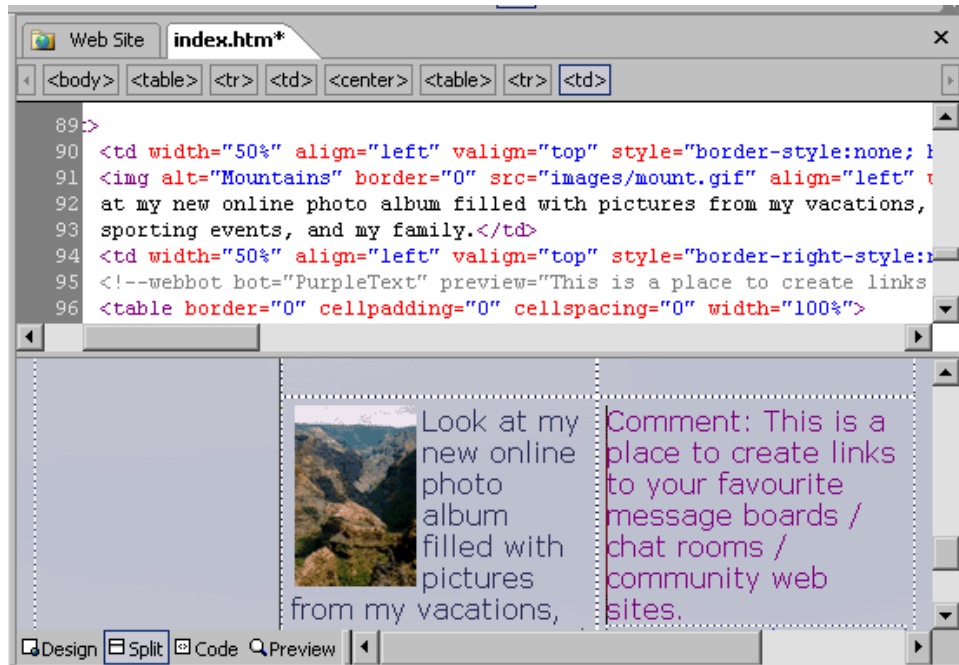 Web Site index.htm*
<body> <table> <tr> <td> <center> <table> <tr> <td>
89 >
90 <td width="50%" align="left" valign="top" style="border-style:none;
91 <img alt="Mountains" border="0" src="images/mount.gif" align="left"
92 at my new online photo album filled with pictures from my vacations,
93 sporting events, and my family.</td>
94 <td width="50%" align="left" valign="top" style="border-right-style:
95 <!--webbot bot="PurpleText" preview="This is a place to create links
96 <table border="0" cellpadding="0" cellspacing="0" width="100%">
Look at my
new online
photo
album
filled with
pictures
from my vacations,
Comment: This is a
place to create links
to your favourite
message boards /
chat rooms /
community web
sites.
Design Split Code Preview